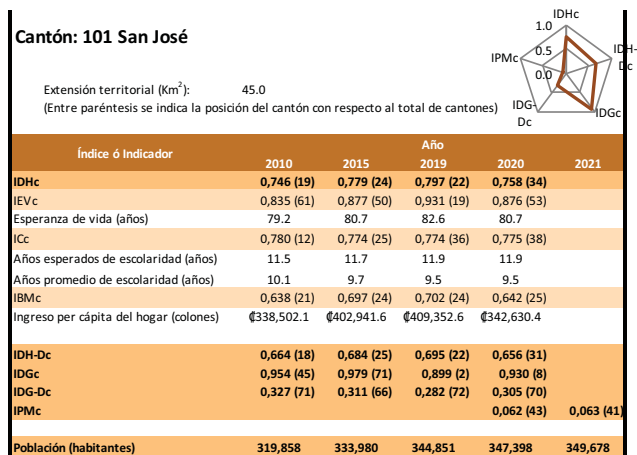 Cantón: 101 San José
Extensión territorial (Km²): 45.0
(Entre paréntesis se indica la posición del cantón con respecto al total de cantones)
IDHc
1.0
0.5
0.0
IDH-Dc
IDGc
IDG-Dc
IPMc
Índice ó Indicador Año
2010 2015 2019 2020 2021
IDHc 0,746 (19) 0,779 (24) 0,797 (22) 0,758 (34)
IEVc 0,835 (61) 0,877 (50) 0,931 (19) 0,876 (53)
Esperanza de vida (años) 79.2 80.7 82.6 80.7
ICc 0,780 (12) 0,774 (25) 0,774 (36) 0,775 (38)
Años esperados de escolaridad (años) 11.5 11.7 11.9 11.9
Años promedio de escolaridad (años) 10.1 9.7 9.5 9.5
IBMc 0,638 (21) 0,697 (24) 0,702 (24) 0,642 (25)
Ingreso per cápita del hogar (colones) ₡338,502.1 ₡402,941.6 ₡409,352.6 ₡342,630.4
IDH-Dc 0,664 (18) 0,684 (25) 0,695 (22) 0,656 (31)
IDGc 0,954 (45) 0,979 (71) 0,899 (2) 0,930 (8)
IDG-Dc 0,327 (71) 0,311 (66) 0,282 (72) 0,305 (70)
IPMc 0,062 (43) 0,063 (41)
Población (habitantes) 319,858 333,980 344,851 347,398 349,678